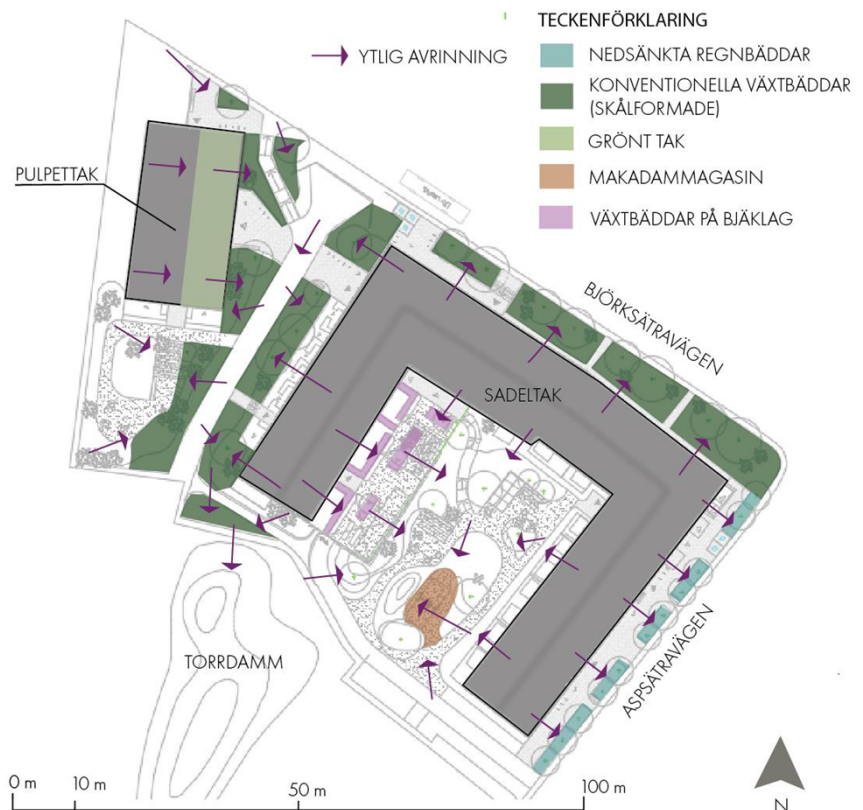 TECKENFÖRKLARING
YTLIG AVRINNING
NEDSÄNKTA REGNBÄDDAR
KONVENTIONELLA VÄXTBÄDDAR
(SKÅLFORMADE)
GRÖNT TAK
MAKADAMMAGASIN
VÄXTBÄDDAR PÅ BJÄKLAG
PULPETTAK
BJÖRKSÄTRAVÄGEN
SADELTAK
ASPSÄTRAVÄGEN
TORRDAMM
0 m 10 m 50 m 100 m
N